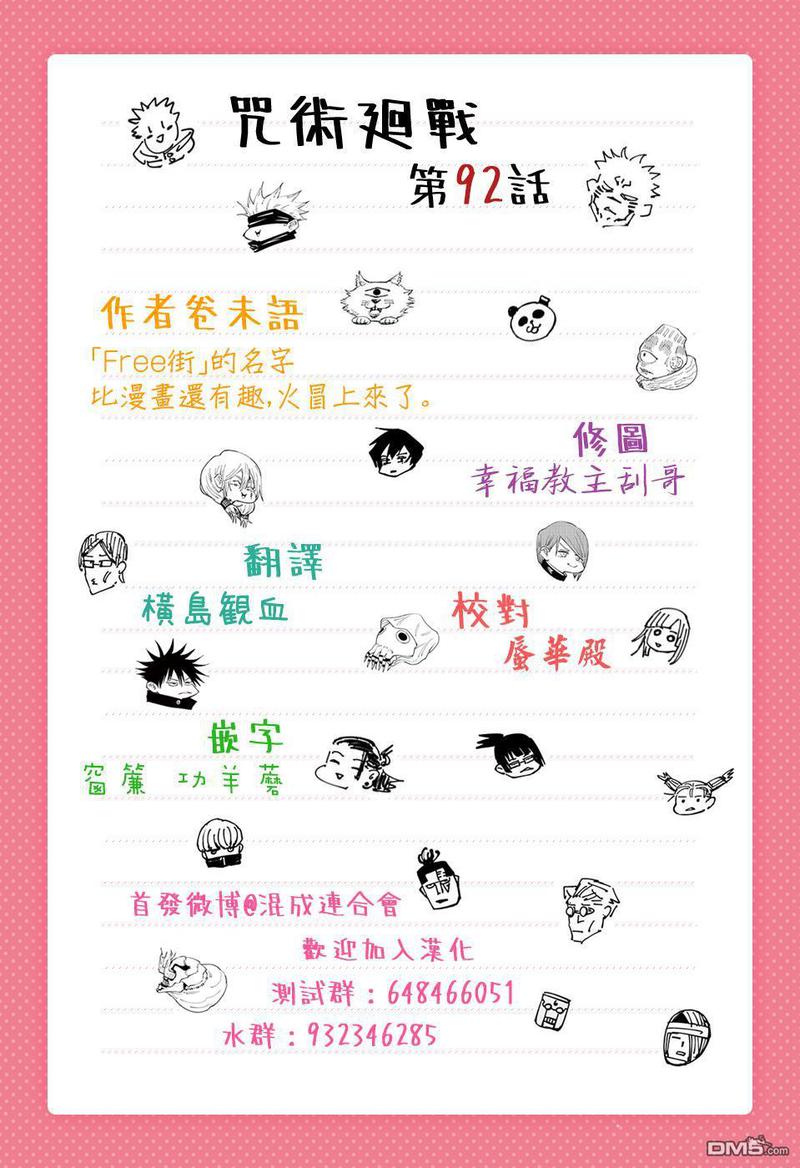 咒術廻戰
第92話
作者卷末語
「Free街」的名字
比漫畫還有趣,火冒上來了。
修圖
幸福教主刮哥
翻譯
橫島観血
校對
蜃華殿
嵌字
窗簾 功羊蘑
首發微博@混成連合會
歡迎加入漢化
測試群：648466051
水群：932346285
DM5.com